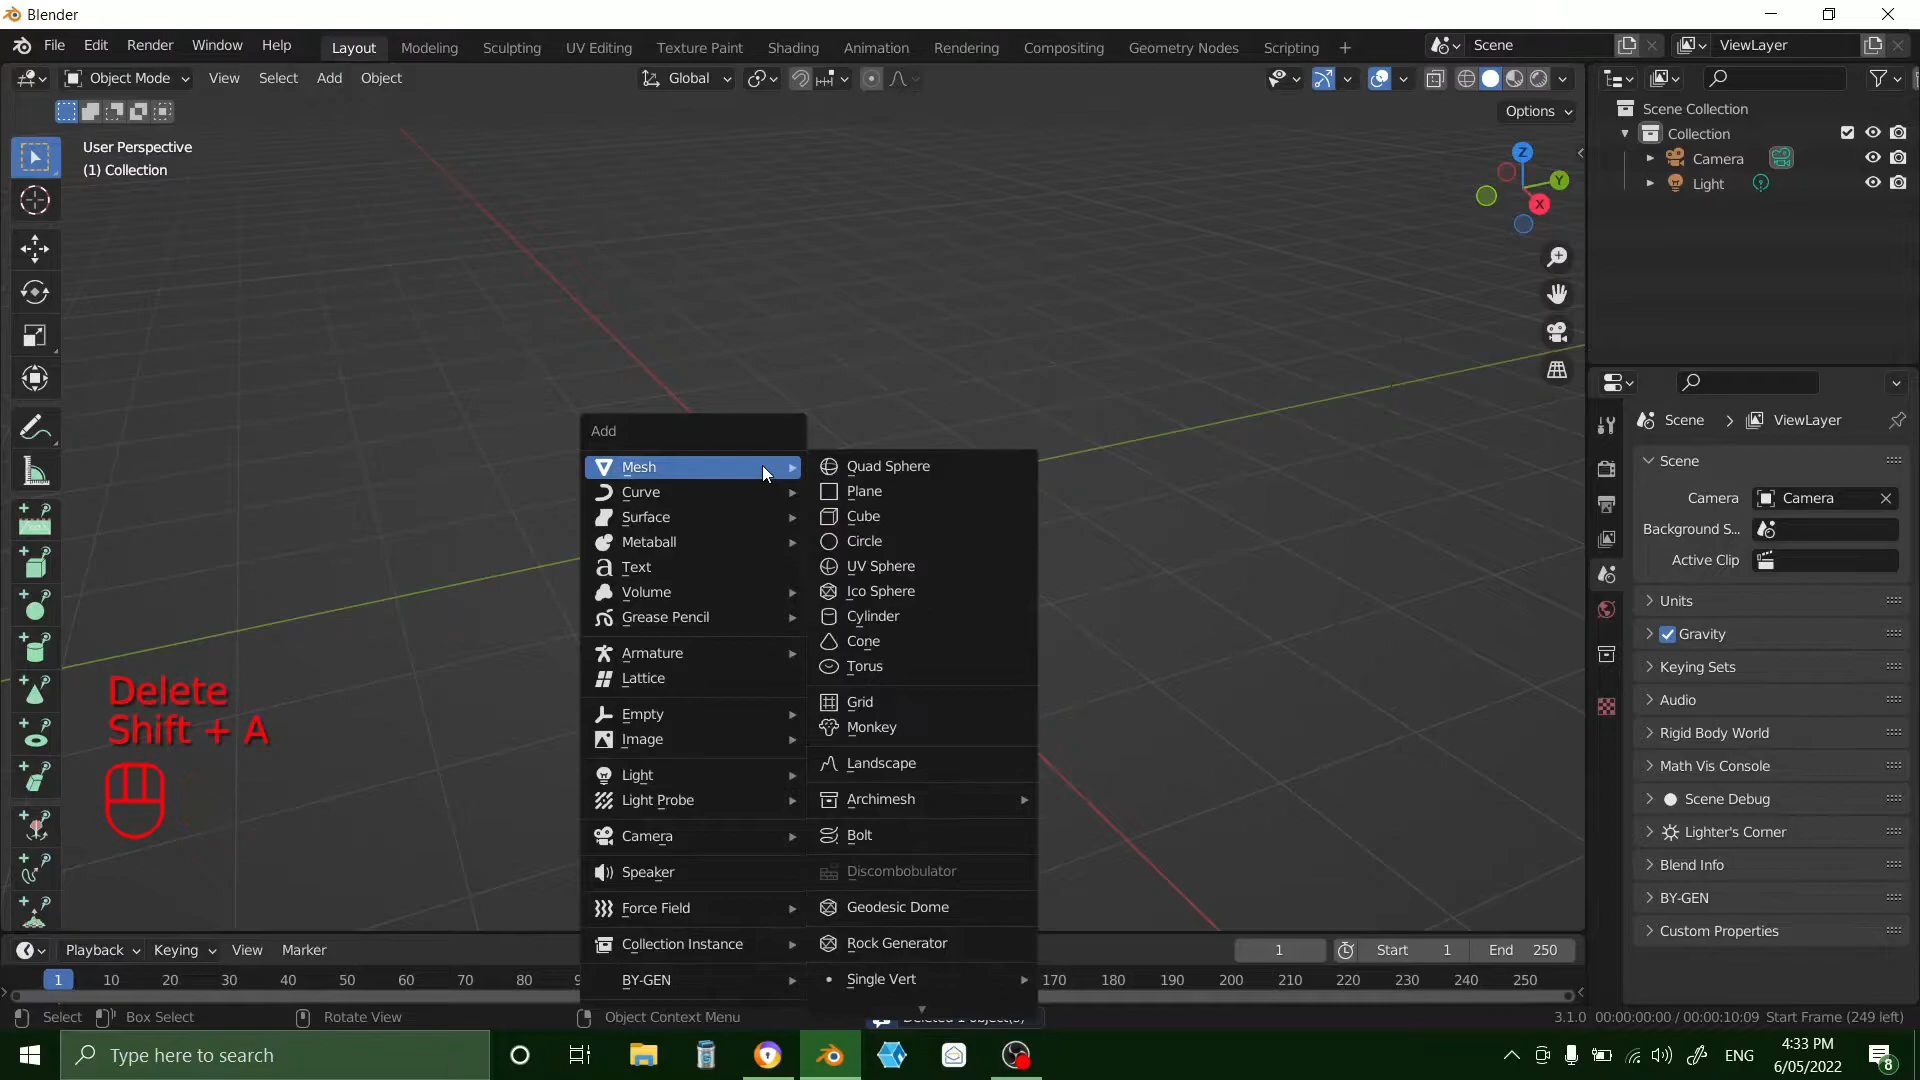 Blender
File Edit Render Window Help Layout Modeling Sculpting UV Editing Texture Paint Shading Animation Rendering Compositing Geometry Nodes Scripting + Scene ViewLayer
Object Mode View Select Add Object Global
Options
User Perspective
(1) Collection
Z
Y
X
Scene Collection
Collection
Camera
Light
Add
Mesh
Curve
Surface
Metaball
Text
Volume
Grease Pencil
Armature
Lattice
Empty
Image
Light
Light Probe
Camera
Speaker
Force Field
Collection Instance
BY-GEN
Quad Sphere
Plane
Cube
Circle
UV Sphere
Ico Sphere
Cylinder
Cone
Torus
Grid
Monkey
Landscape
Archimesh
Bolt
Discombobulator
Geodesic Dome
Rock Generator
Single Vert
Delete
Shift + A
Scene ViewLayer
Scene
Camera Camera
Background S...
Active Clip
Units
Gravity
Keying Sets
Audio
Rigid Body World
Math Vis Console
Scene Debug
Lighter's Corner
Blend Info
BY-GEN
Custom Properties
Playback Keying View Marker 1 Start 1 End 250
1 10 20 30 40 50 60 70 80 170 180 190 200 210 220 230 240 250
Select Box Select Rotate View Object Context Menu Deleted 1 object(s) 3.1.0 00:00:00:00 / 00:00:10:09 Start Frame (249 left)
Type here to search
ENG
4:33 PM
6/05/2022
8